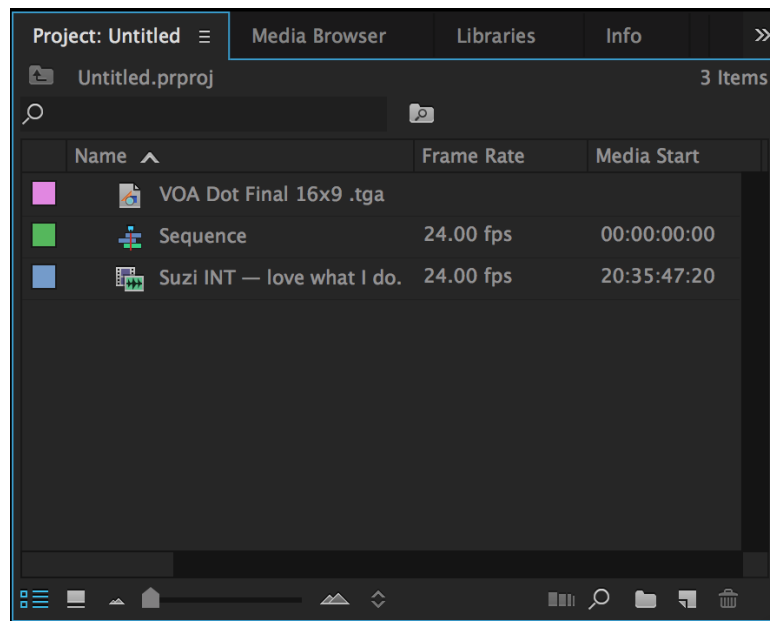 Project: Untitled Media Browser Libraries Info
Untitled.prproj 3 Items
Name Frame Rate Media Start
VOA Dot Final 16x9 .tga
Sequence 24.00 fps 00:00:00:00
Suzi INT — love what I do. 24.00 fps 20:35:47:20